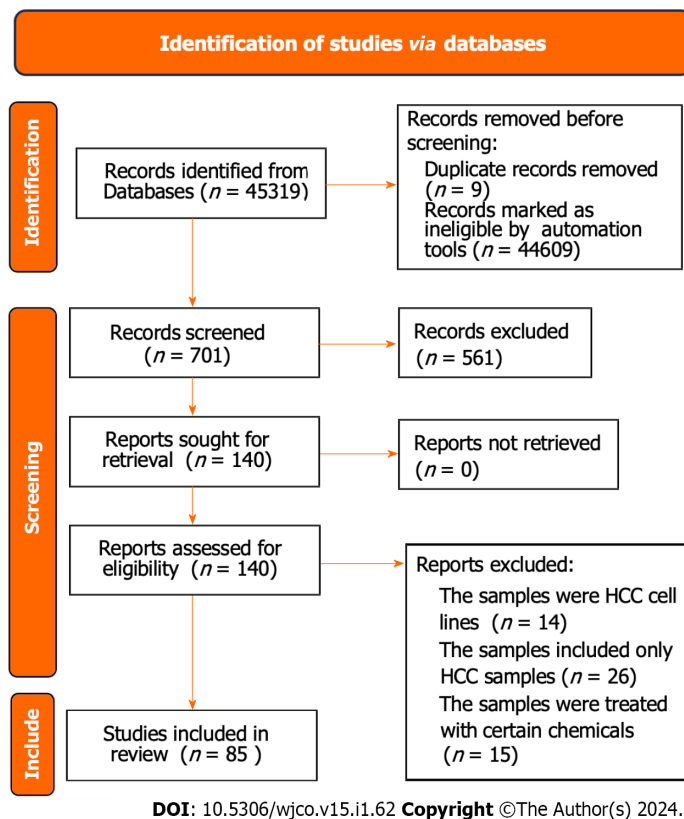 Identification of studies via databases
Identification
Records identified from
Databases (n = 45319)
Records removed before
screening:
Duplicate records removed
(n = 9)
Records marked as
ineligible by automation
tools (n = 44609)
Screening
Records screened
(n = 701)
Records excluded
(n = 561)
Reports sought for
retrieval (n = 140)
Reports not retrieved
(n = 0)
Reports assessed for
eligibility (n = 140)
Reports excluded:
The samples were HCC cell
lines (n = 14)
The samples included only
HCC samples (n = 26)
The samples were treated
with certain chemicals
(n = 15)
Include
Studies included in
review (n = 85 )
DOI: 10.5306/wjco.v15.i1.62 Copyright ©The Author(s) 2024.